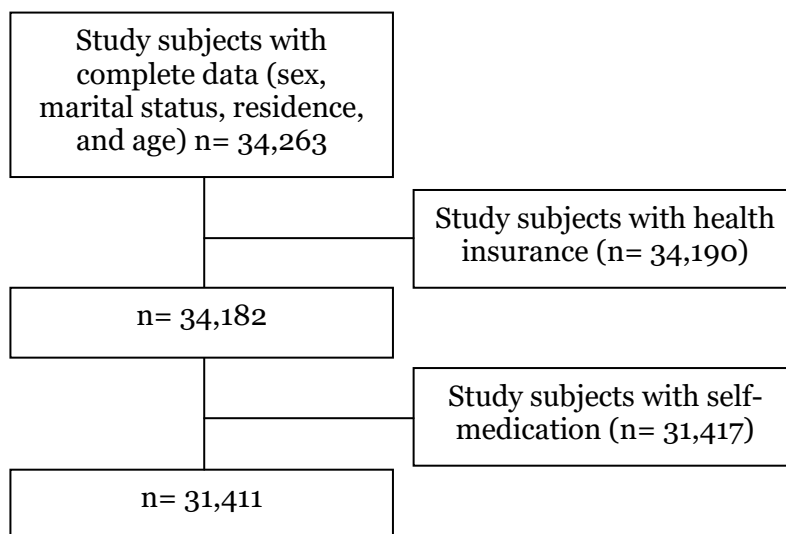 Study subjects with
complete data (sex,
marital status, residence,
and age) n= 34,263
Study subjects with health
insurance (n= 34,190)
n= 34,182
Study subjects with self-
medication (n= 31,417)
n= 31,411